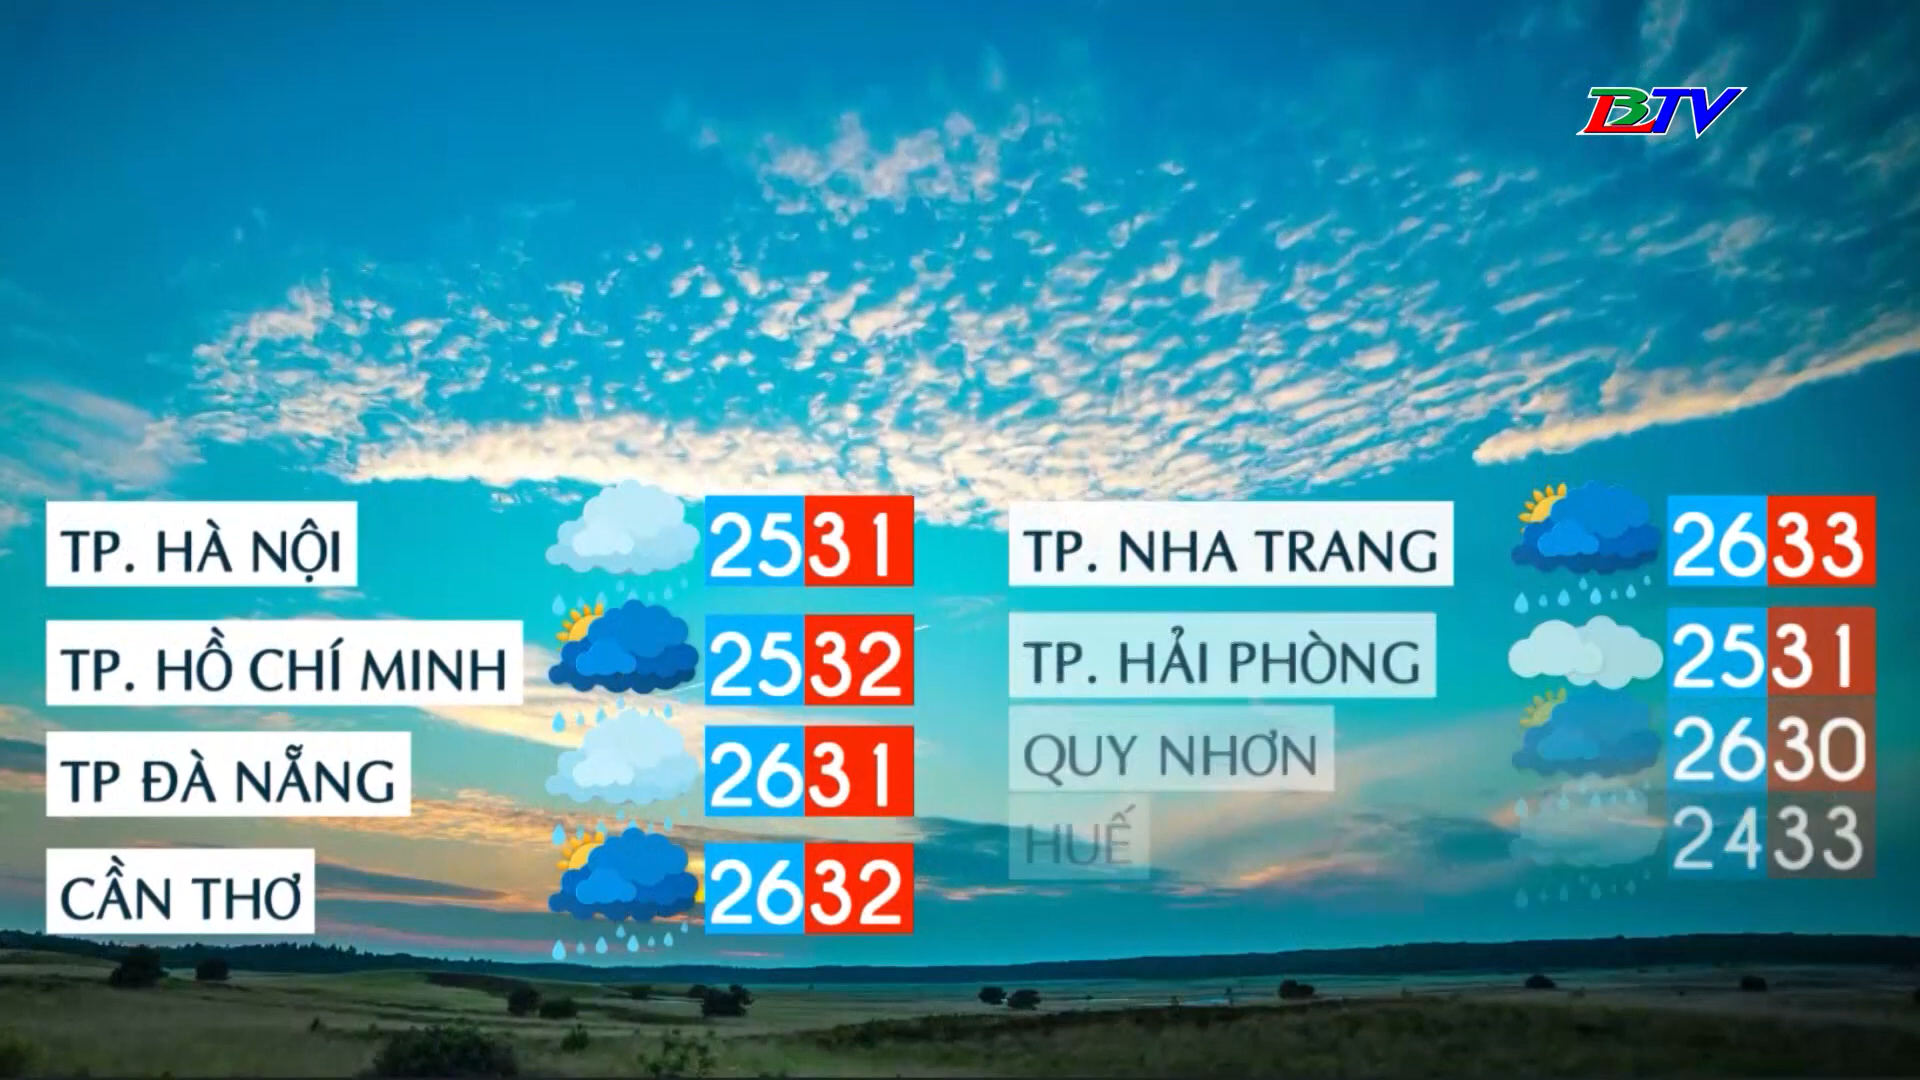 BTV
TP. HÀ NỘI 25 31
TP. HỒ CHÍ MINH 25 32
TP ĐÀ NẴNG 26 31
CẦN THƠ 26 32
TP. NHA TRANG 26 33
TP. HẢI PHÒNG 25 31
QUY NHƠN 26 30
HUẾ 24 33